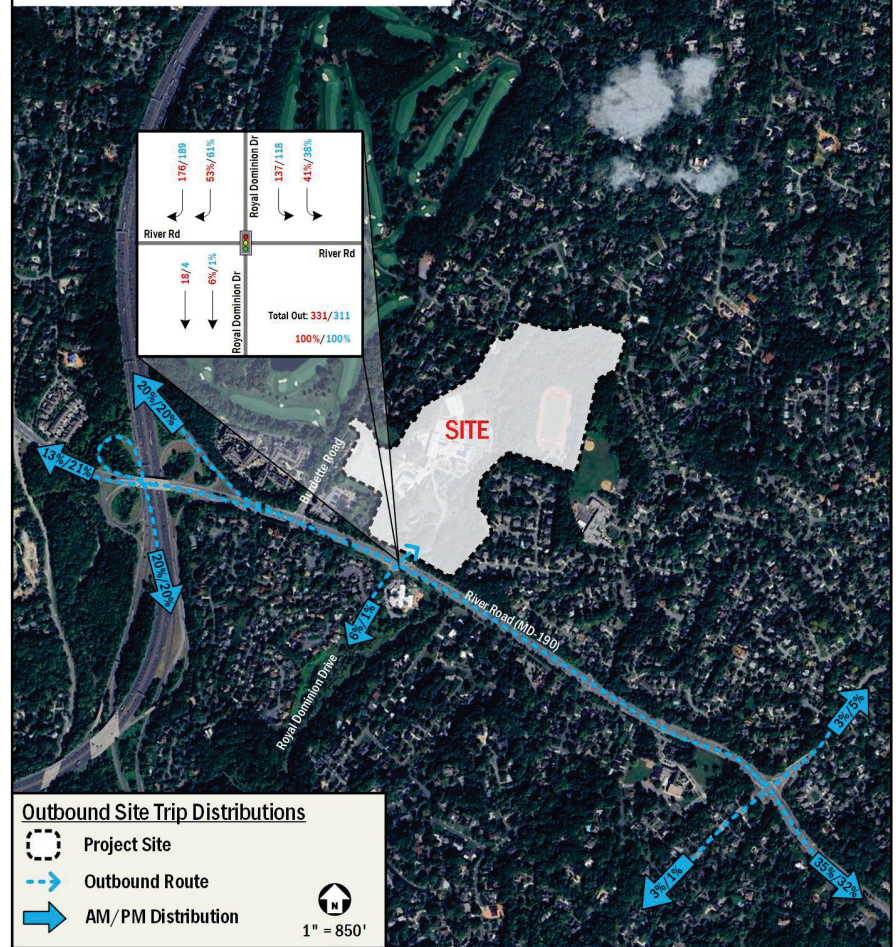 176/189
53%/61%
Royal Dominion Dr
137/118
41%/38%
River Rd
River Rd
18/4
6%/1%
Royal Dominion Dr
Total Out: 331/311
100%/100%
SITE
20%/20%
13%/21%
Burdette Road
20%/20%
6%/1%
River Road (MD-190)
Royal Dominion Drive
3%/5%
3%/1%
35%/32%
Outbound Site Trip Distributions
Project Site
Outbound Route
AM/PM Distribution
N
1" = 850'